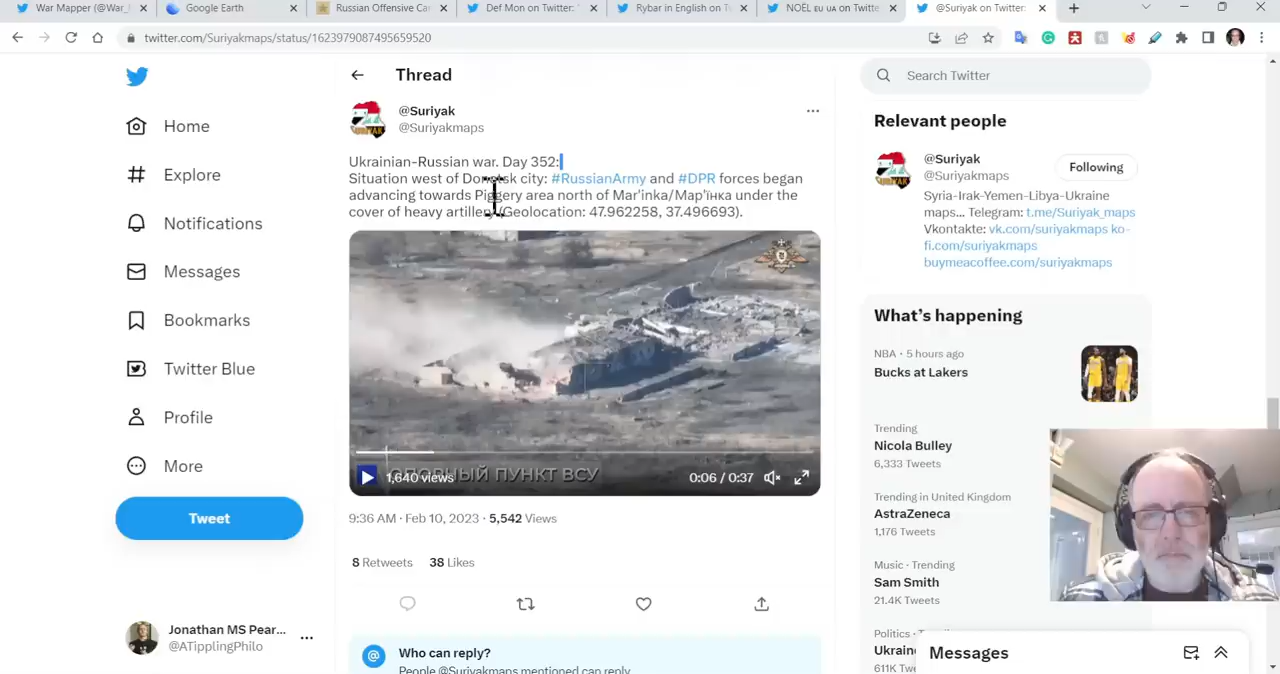 War Mapper (@War_
Google Earth
Russian Offensive Ca
Def Mon on Twitter:
Rybar in English on T
NOËL EU UA on Twitte
@Suriyak on Twitter:
twitter.com/Suriyakmaps/status/1623979087495659520
Home
Explore
Notifications
Messages
Bookmarks
Twitter Blue
Profile
More
Tweet
Jonathan MS Pear...
@ATipplingPhilo
Thread
@Suriyak
@Suriyakmaps
Ukrainian-Russian war. Day 352:
Situation west of Donetsk city: #RussianArmy and #DPR forces began
advancing towards Piggery area north of Mar'inka/Мар'їнка under the
cover of heavy artillery (Geolocation: 47.962258, 37.496693).
ОПОРНЫЙ ПУНКТ ВСУ
1,640 views
0:06 / 0:37
9:36 AM · Feb 10, 2023 · 5,542 Views
8 Retweets 38 Likes
Who can reply?
People @Suriyakmaps mentioned can reply
Search Twitter
Relevant people
@Suriyak
@Suriyakmaps
Following
Syria-Irak-Yemen-Libya-Ukraine
maps... Telegram: t.me/Suriyak_maps
Vkontakte: vk.com/suriyakmaps ko-
fi.com/suriyakmaps
buymeacoffee.com/suriyakmaps
What's happening
NBA · 5 hours ago
Bucks at Lakers
Trending
Nicola Bulley
6,333 Tweets
Trending in United Kingdom
AstraZeneca
1,176 Tweets
Music · Trending
Sam Smith
21.4K Tweets
Politics ·
Ukrain
611K
Messages